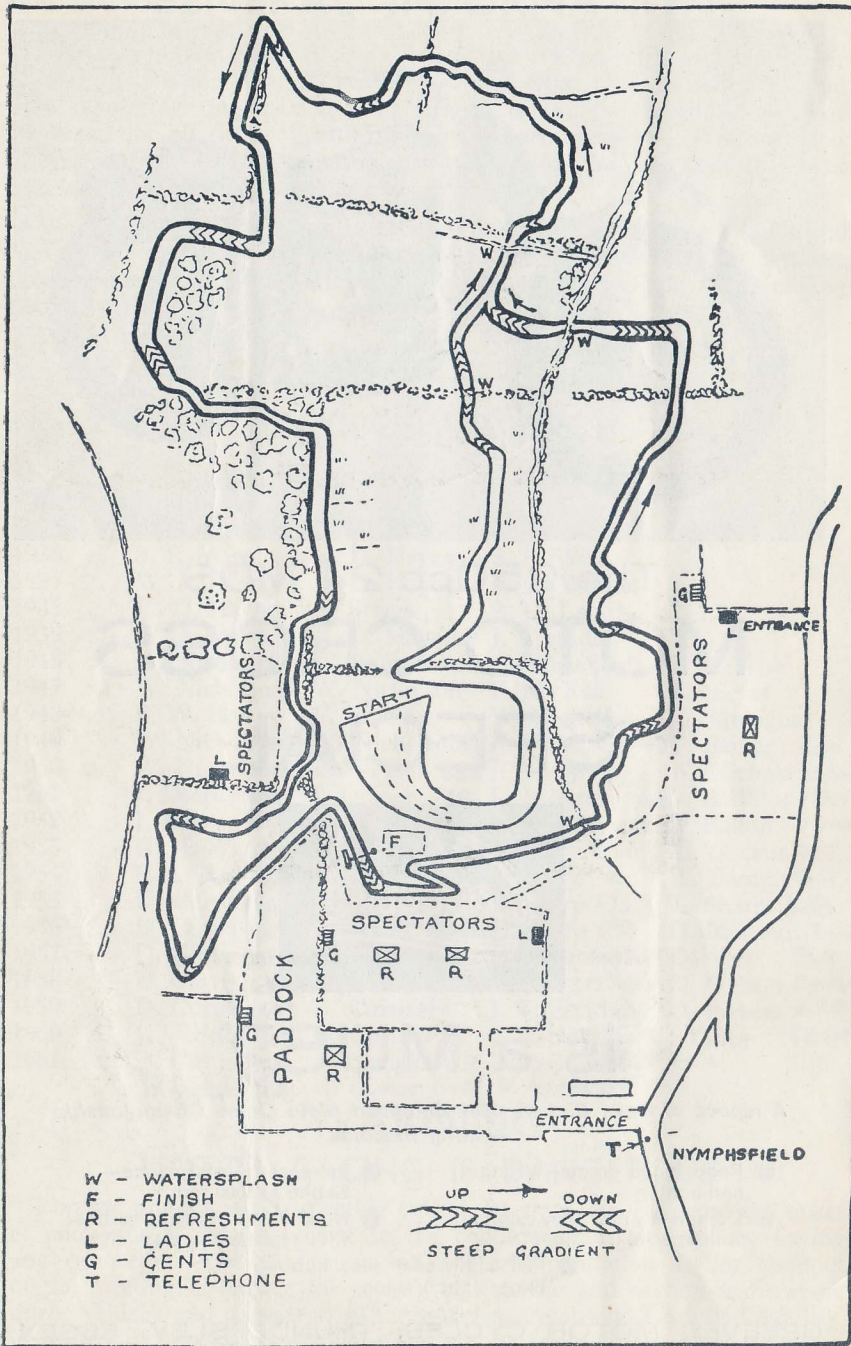 W
W
W
G
L ENTRANCE
SPECTATORS
SPECTATORS
START
R
L
W
F
SPECTATORS
G
R
R
L
PADDOCK
G
R
ENTRANCE
T
NYMPHSFIELD
W - WATERSPLASH
F - FINISH
R - REFRESHMENTS
L - LADIES
G - GENTS
T - TELEPHONE
UP → DOWN
STEEP GRADIENT